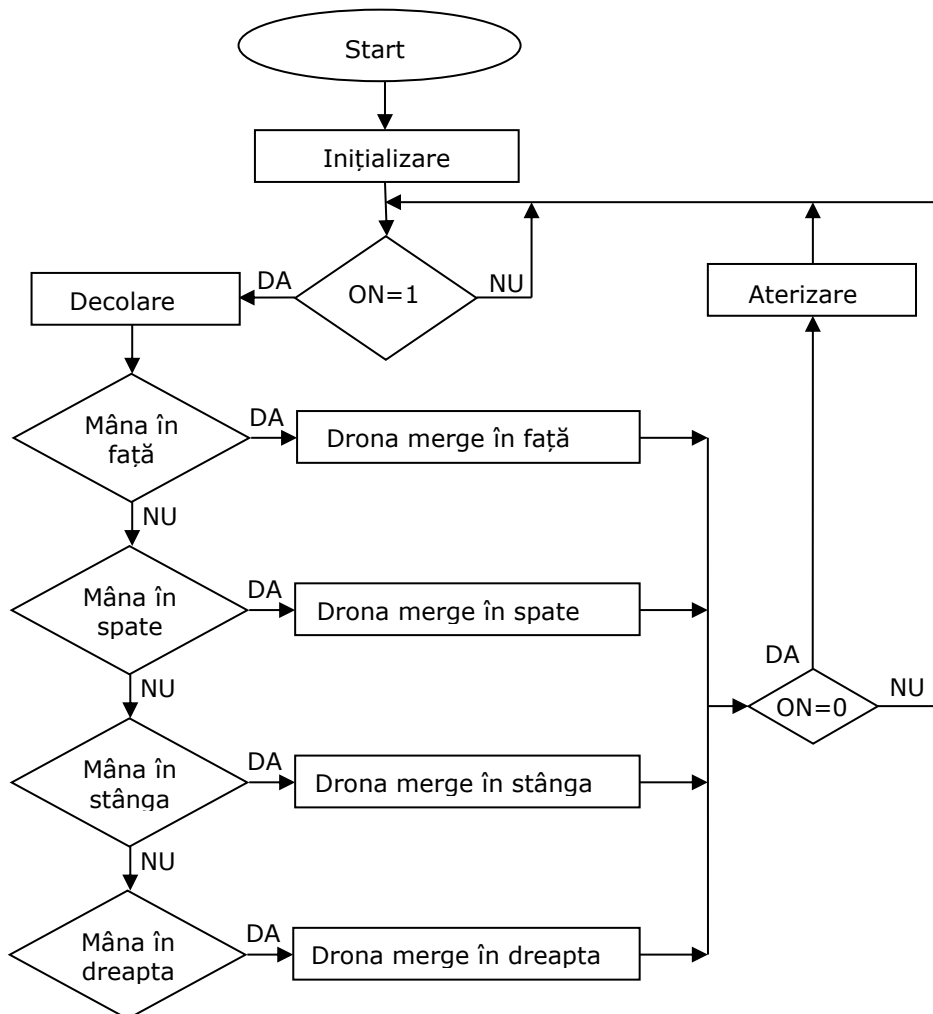 Start
Inițializare
DA
ON=1
NU
Decolare
Aterizare
Mâna în
față
DA
Drona merge în față
NU
Mâna în
spate
DA
Drona merge în spate
NU
DA
ON=0
NU
Mâna în
stânga
DA
Drona merge în stânga
NU
Mâna în
dreapta
DA
Drona merge în dreapta